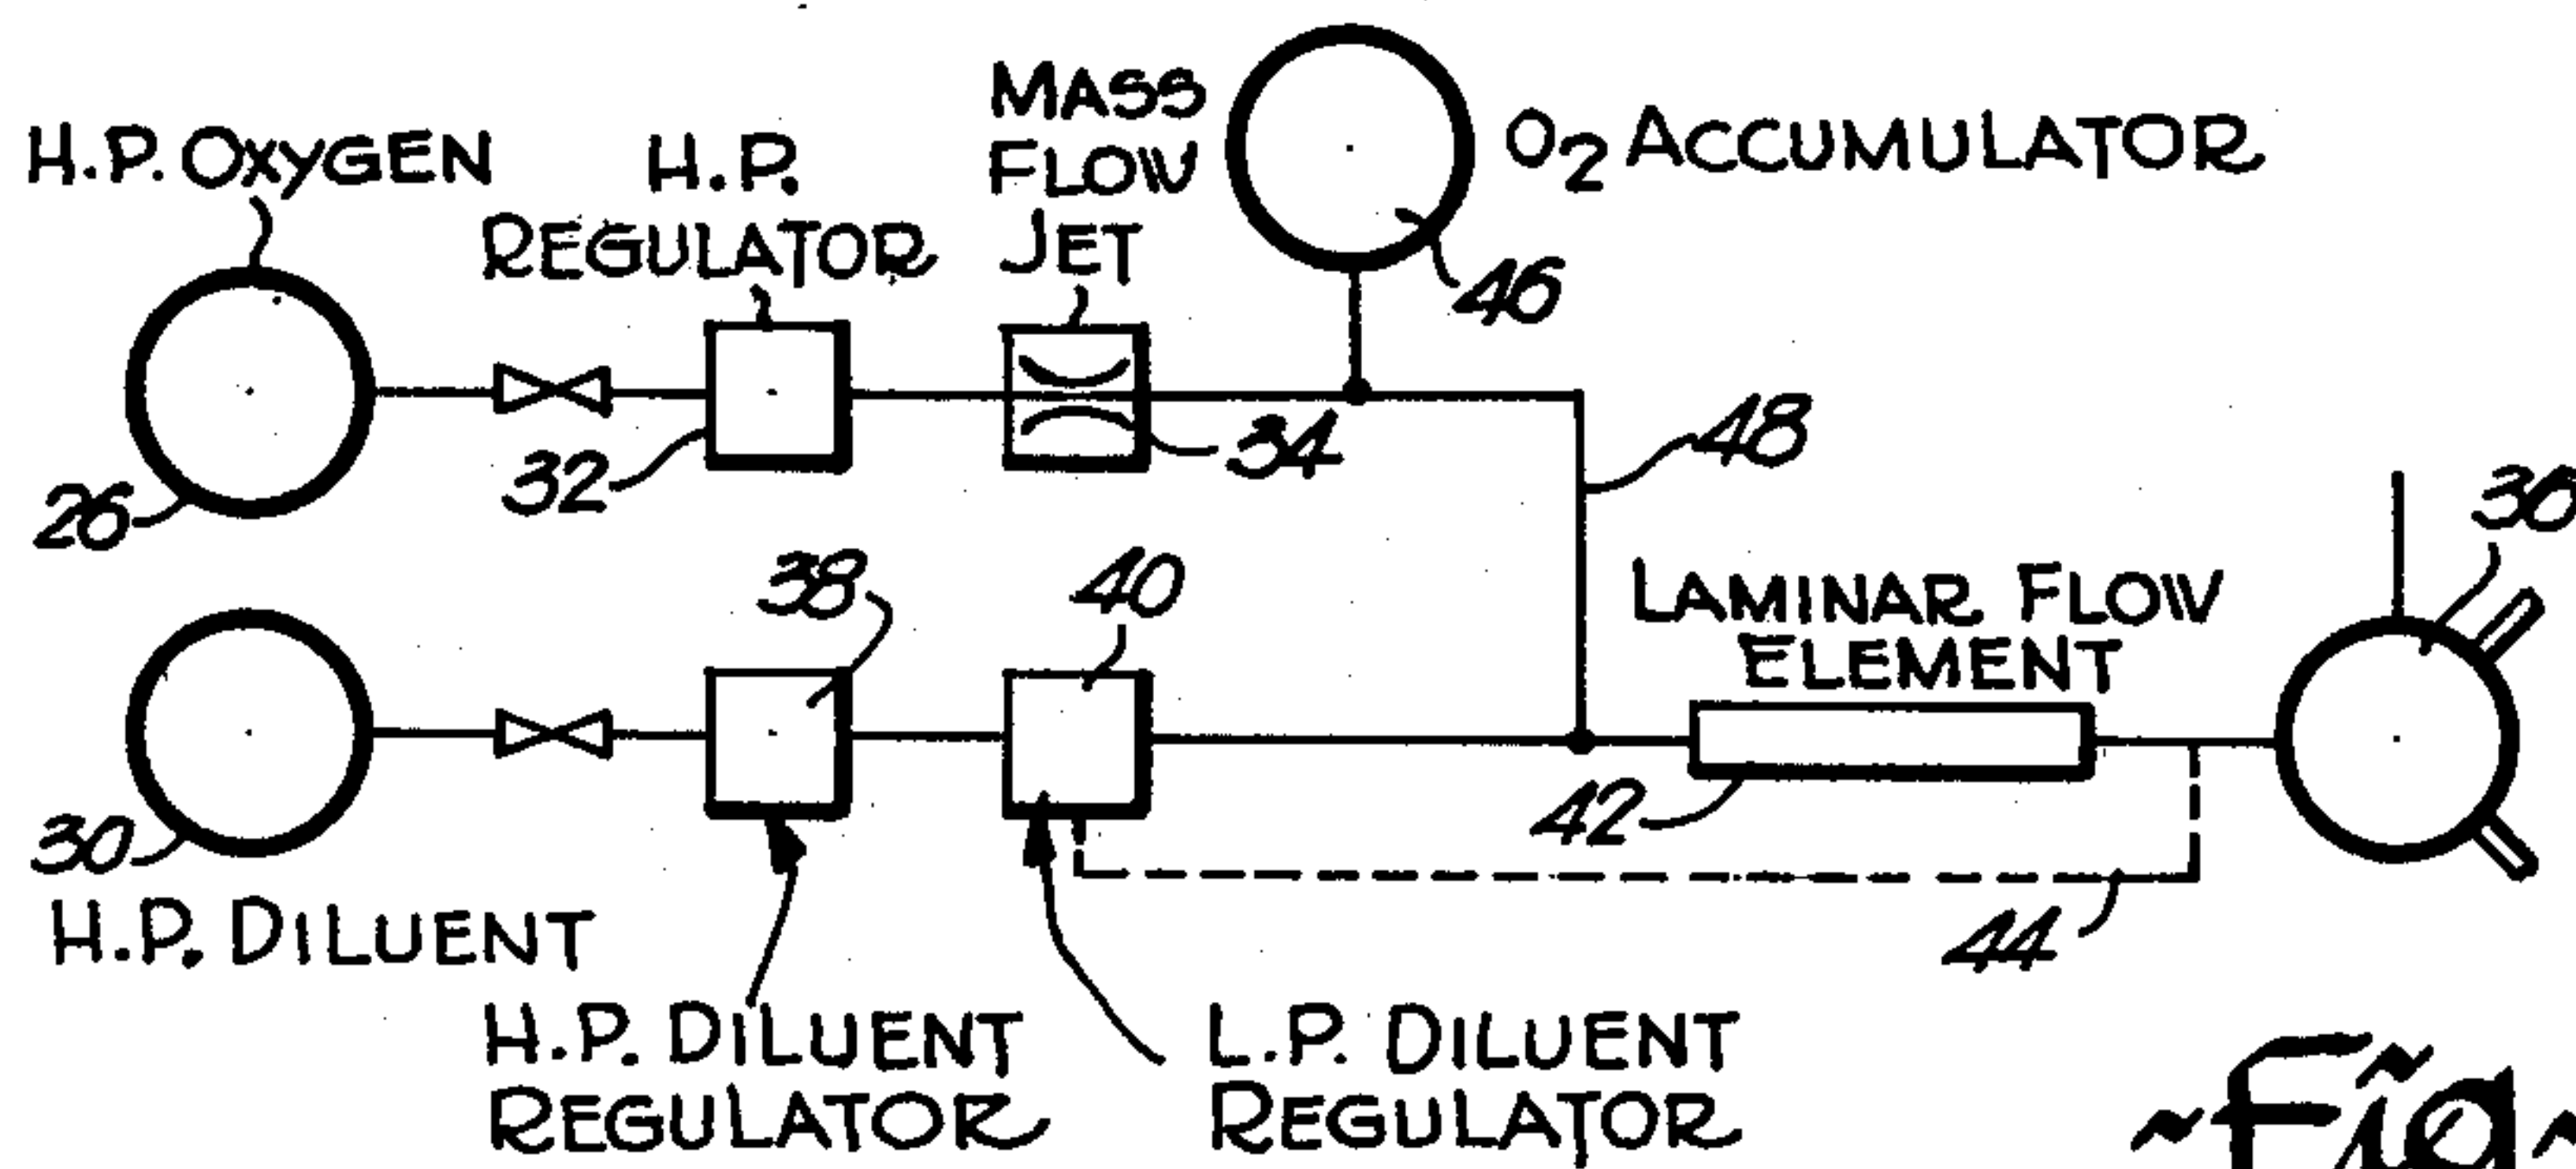 H.P. OXYGEN
H.P.
REGULATOR
MASS
FLOW
JET
O2 ACCUMULATOR
46
26
32
34
48
38
40
LAMINAR FLOW
ELEMENT
30
42
44
H.P. DILUENT
H.P. DILUENT
REGULATOR
L.P. DILUENT
REGULATOR